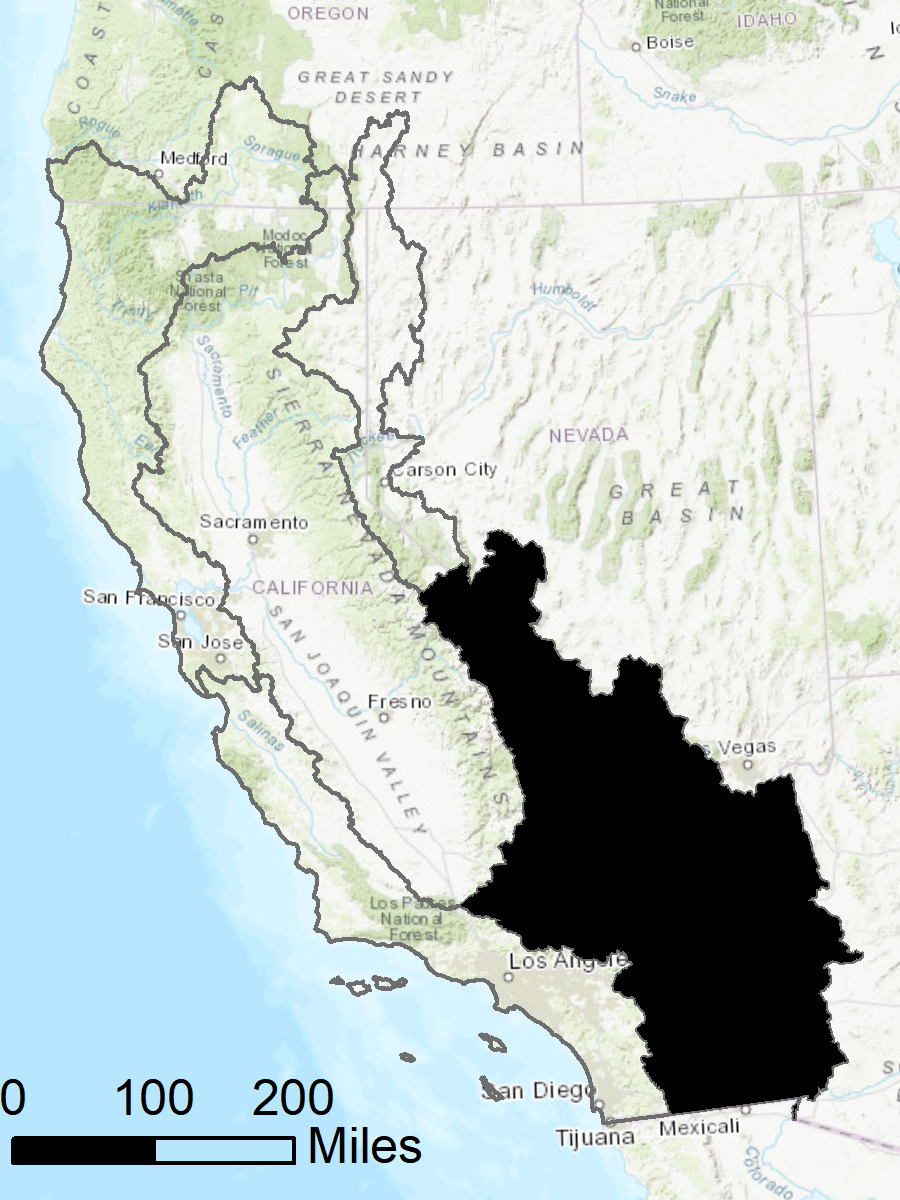 OREGON
National
Forest
IDAHO
Boise
COAST
CAS
GREAT SANDY
DESERT
Snake
Rogue
Medford
Sprague
HARNEY BASIN
Klamath
Modoc
National
Forest
Shasta
National
Forest
Pit
Trinity
Humboldt
Sacramento
SIERRA NEVADA MOUNTAINS
Feather
Truckee
NEVADA
Eel
Carson City
GREAT
BASIN
Sacramento
CALIFORNIA
San Francisco
San Jose
SAN JOAQUIN VALLEY
Fresno
Salinas
s Vegas
Los Padres
National
Forest
Los Angele
San Diego
Tijuana
Mexicali
Colorado
0 100 200
Miles